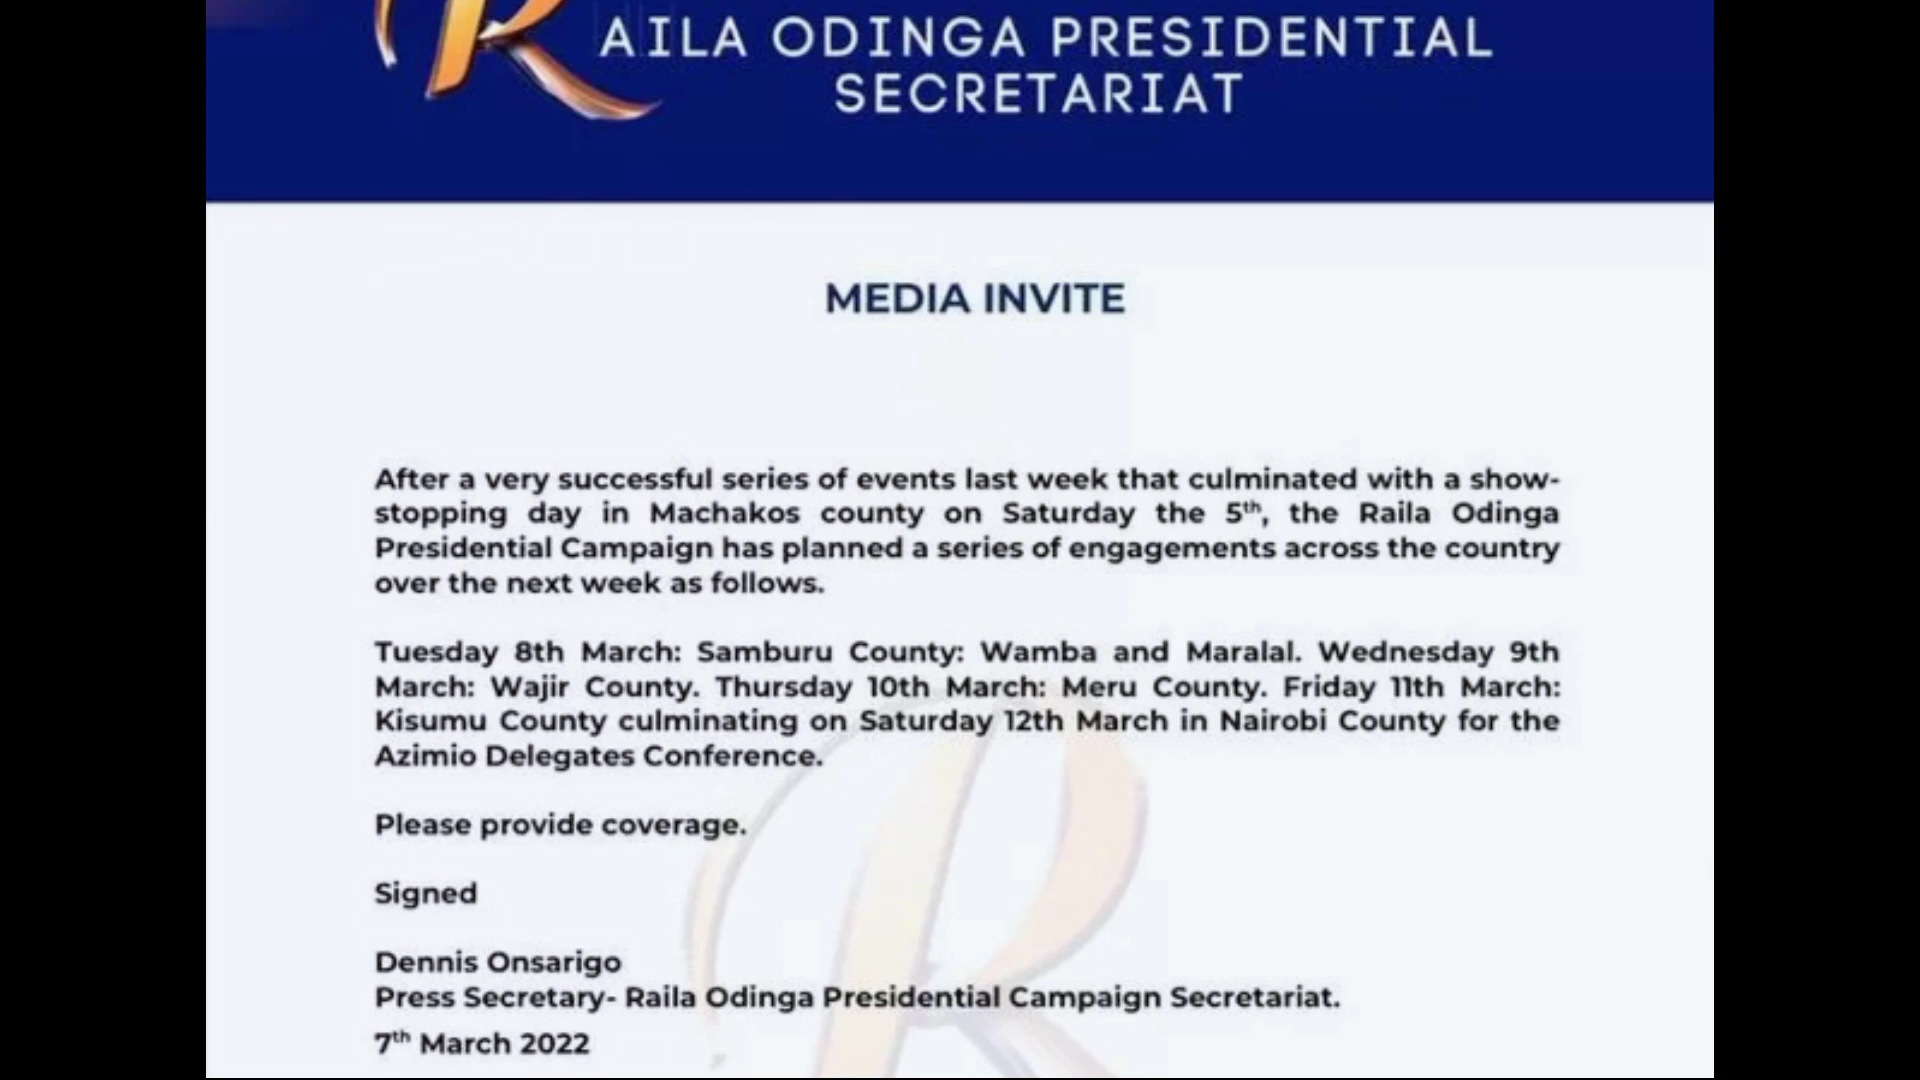 RAILA ODINGA PRESIDENTIAL
SECRETARIAT
MEDIA INVITE
After a very successful series of events last week that culminated with a show-
stopping day in Machakos county on Saturday the 5th, the Raila Odinga
Presidential Campaign has planned a series of engagements across the country
over the next week as follows.
Tuesday 8th March: Samburu County: Wamba and Maralal. Wednesday 9th
March: Wajir County. Thursday 10th March: Meru County. Friday 11th March:
Kisumu County culminating on Saturday 12th March in Nairobi County for the
Azimio Delegates Conference.
Please provide coverage.
Signed
Dennis Onsarigo
Press Secretary- Raila Odinga Presidential Campaign Secretariat.
7th March 2022